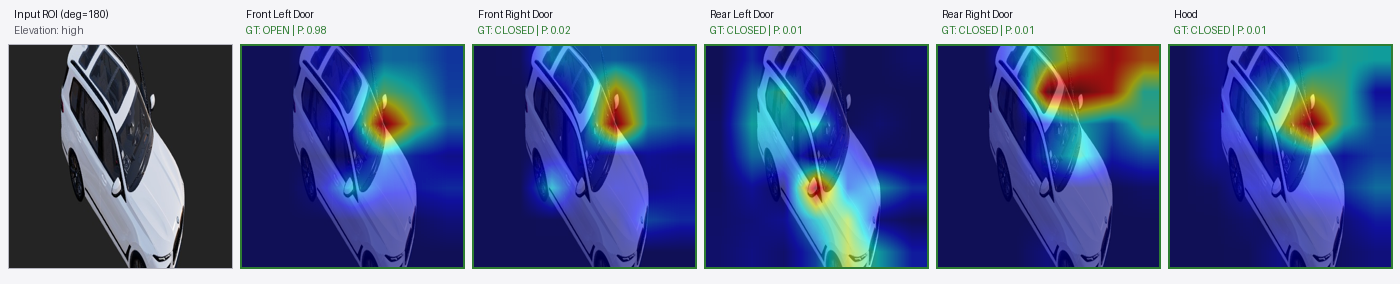 Input ROI (deg=180)
Elevation: high
Front Left Door
GT: OPEN | P: 0.98
Front Right Door
GT: CLOSED | P: 0.02
Rear Left Door
GT: CLOSED | P: 0.01
Rear Right Door
GT: CLOSED | P: 0.01
Hood
GT: CLOSED | P: 0.01